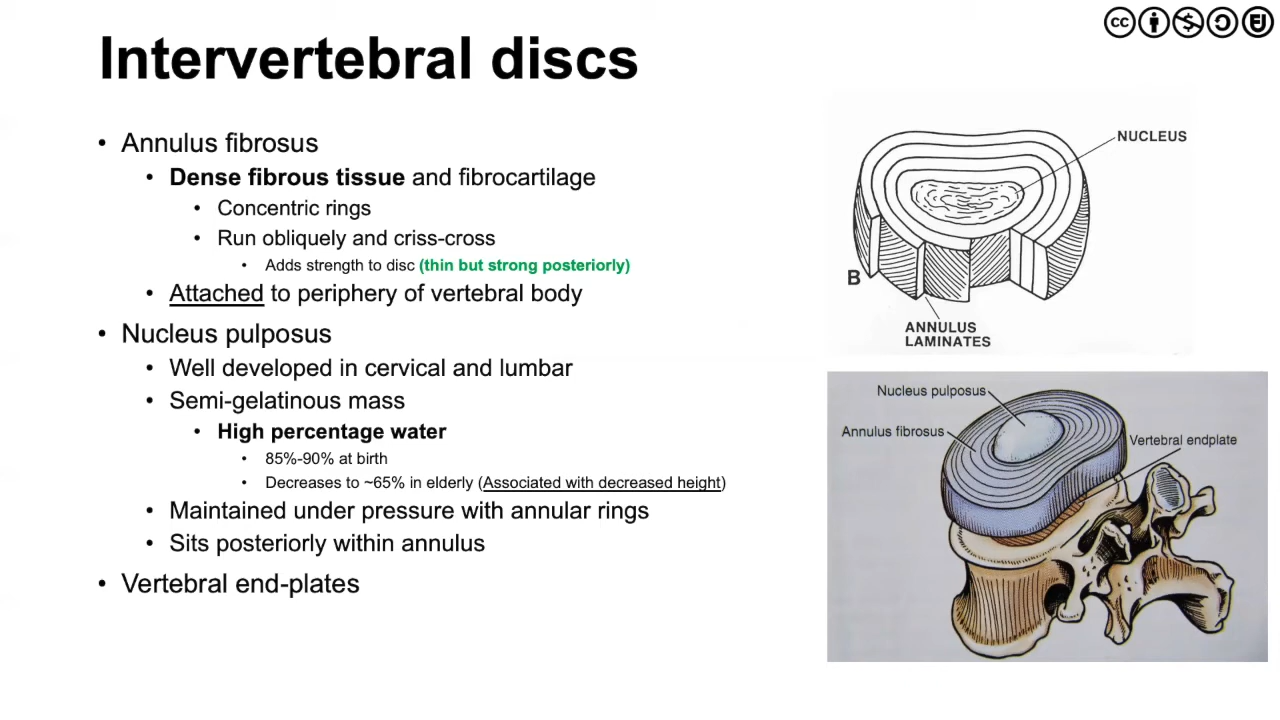 Intervertebral discs
• Annulus fibrosus
• Dense fibrous tissue and fibrocartilage
• Concentric rings
• Run obliquely and criss-cross
• Adds strength to disc (thin but strong posteriorly)
• Attached to periphery of vertebral body
• Nucleus pulposus
• Well developed in cervical and lumbar
• Semi-gelatinous mass
• High percentage water
• 85%-90% at birth
• Decreases to ~65% in elderly (Associated with decreased height)
• Maintained under pressure with annular rings
• Sits posteriorly within annulus
• Vertebral end-plates
cc
NUCLEUS
B
ANNULUS
LAMINATES
Nucleus pulposus
Annulus fibrosus
Vertebral endplate